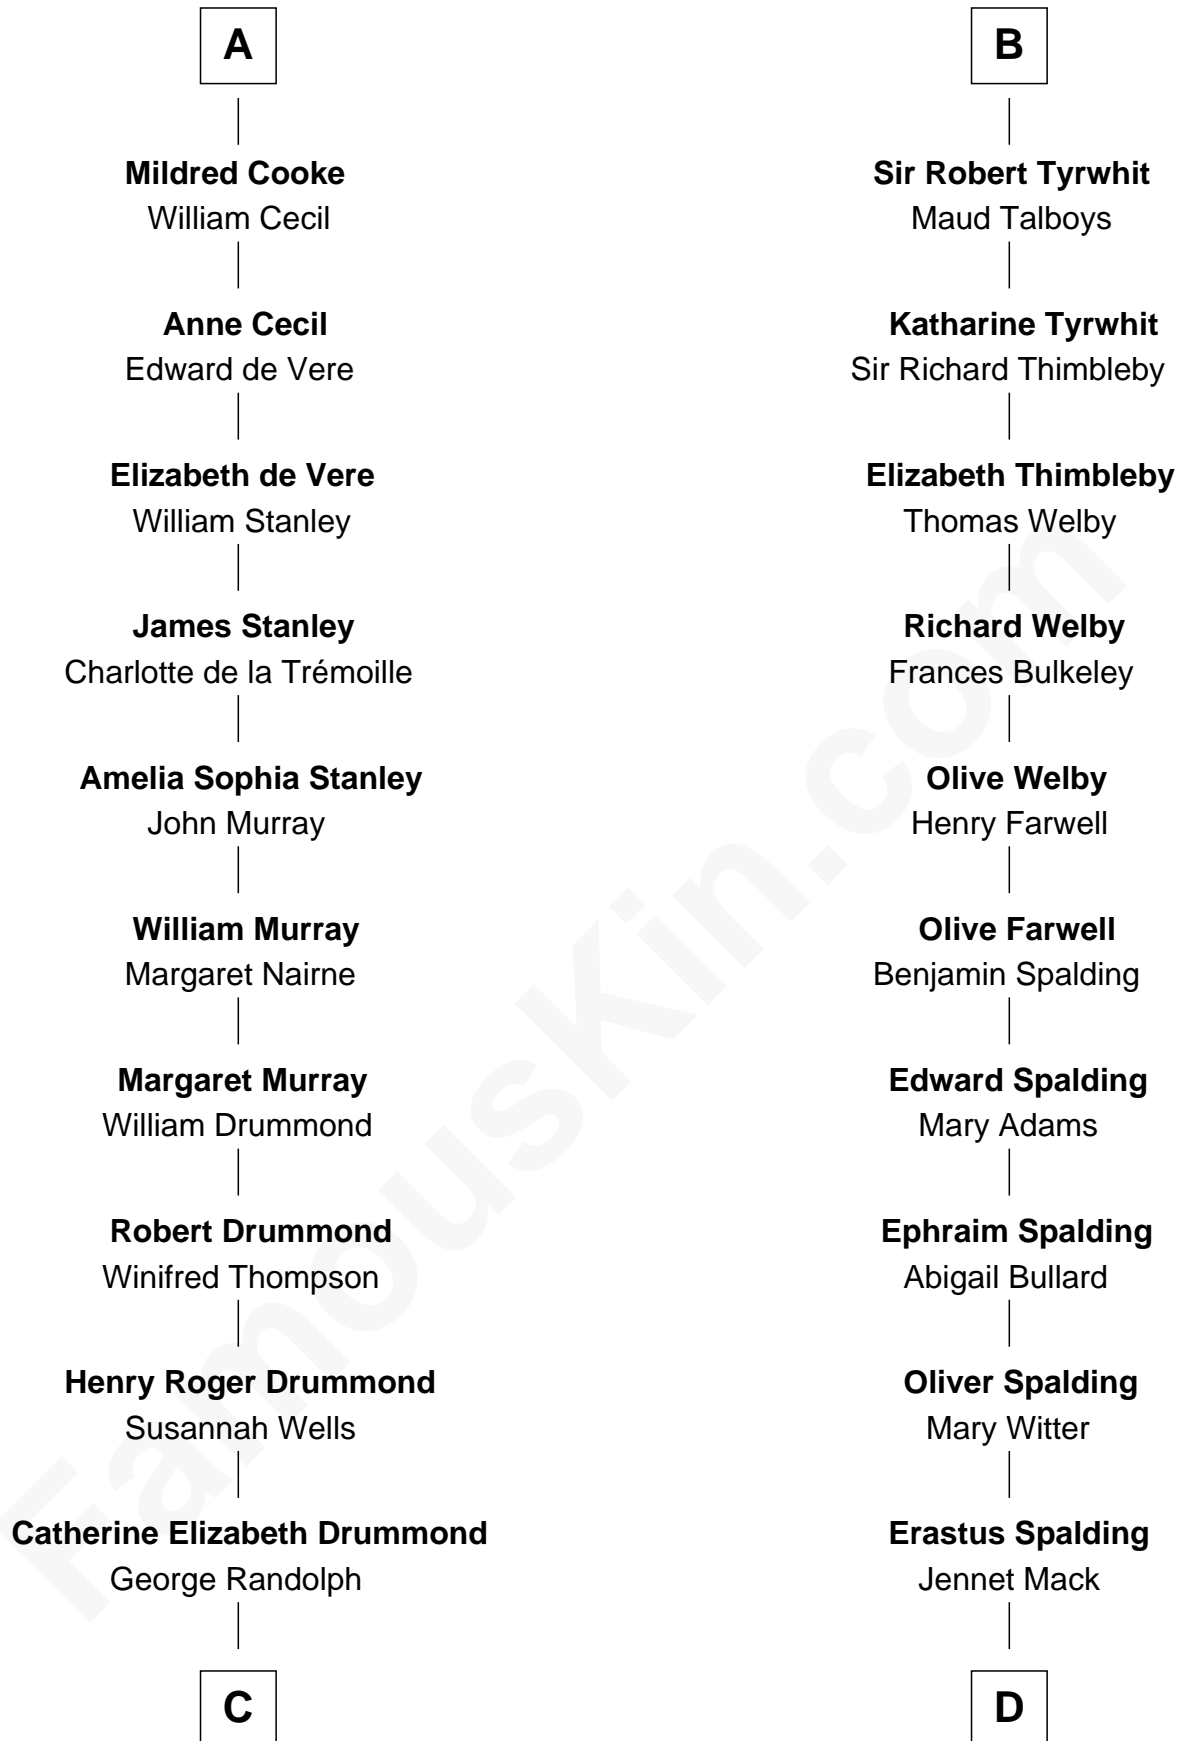 A
Mildred Cooke
William Cecil
Anne Cecil
Edward de Vere
Elizabeth de Vere
William Stanley
James Stanley
Charlotte de la Trémoille
Amelia Sophia Stanley
John Murray
William Murray
Margaret Nairne
Margaret Murray
William Drummond
Robert Drummond
Winifred Thompson
Henry Roger Drummond
Susannah Wells
Catherine Elizabeth Drummond
George Randolph
C
B
Sir Robert Tyrwhit
Maud Talboys
Katharine Tyrwhit
Sir Richard Thimbleby
Elizabeth Thimbleby
Thomas Welby
Richard Welby
Frances Bulkeley
Olive Welby
Henry Farwell
Olive Farwell
Benjamin Spalding
Edward Spalding
Mary Adams
Ephraim Spalding
Abigail Bullard
Oliver Spalding
Mary Witter
Erastus Spalding
Jennet Mack
D
FamousKin.com